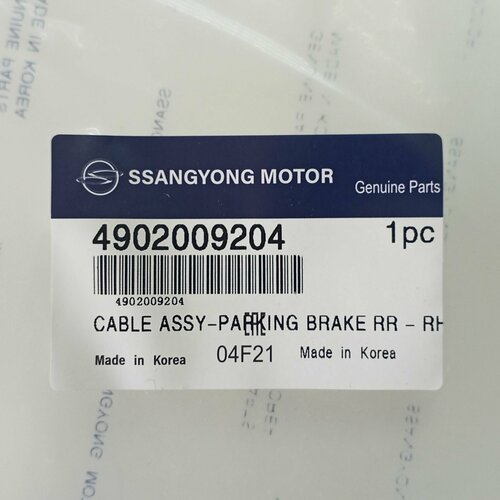 SSANGYONG MOTOR
Genuine Parts
4902009204 1pc
4902009204
CABLE ASSY-PARKING BRAKE RR - RH
Made in Korea 04F21 Made in Korea